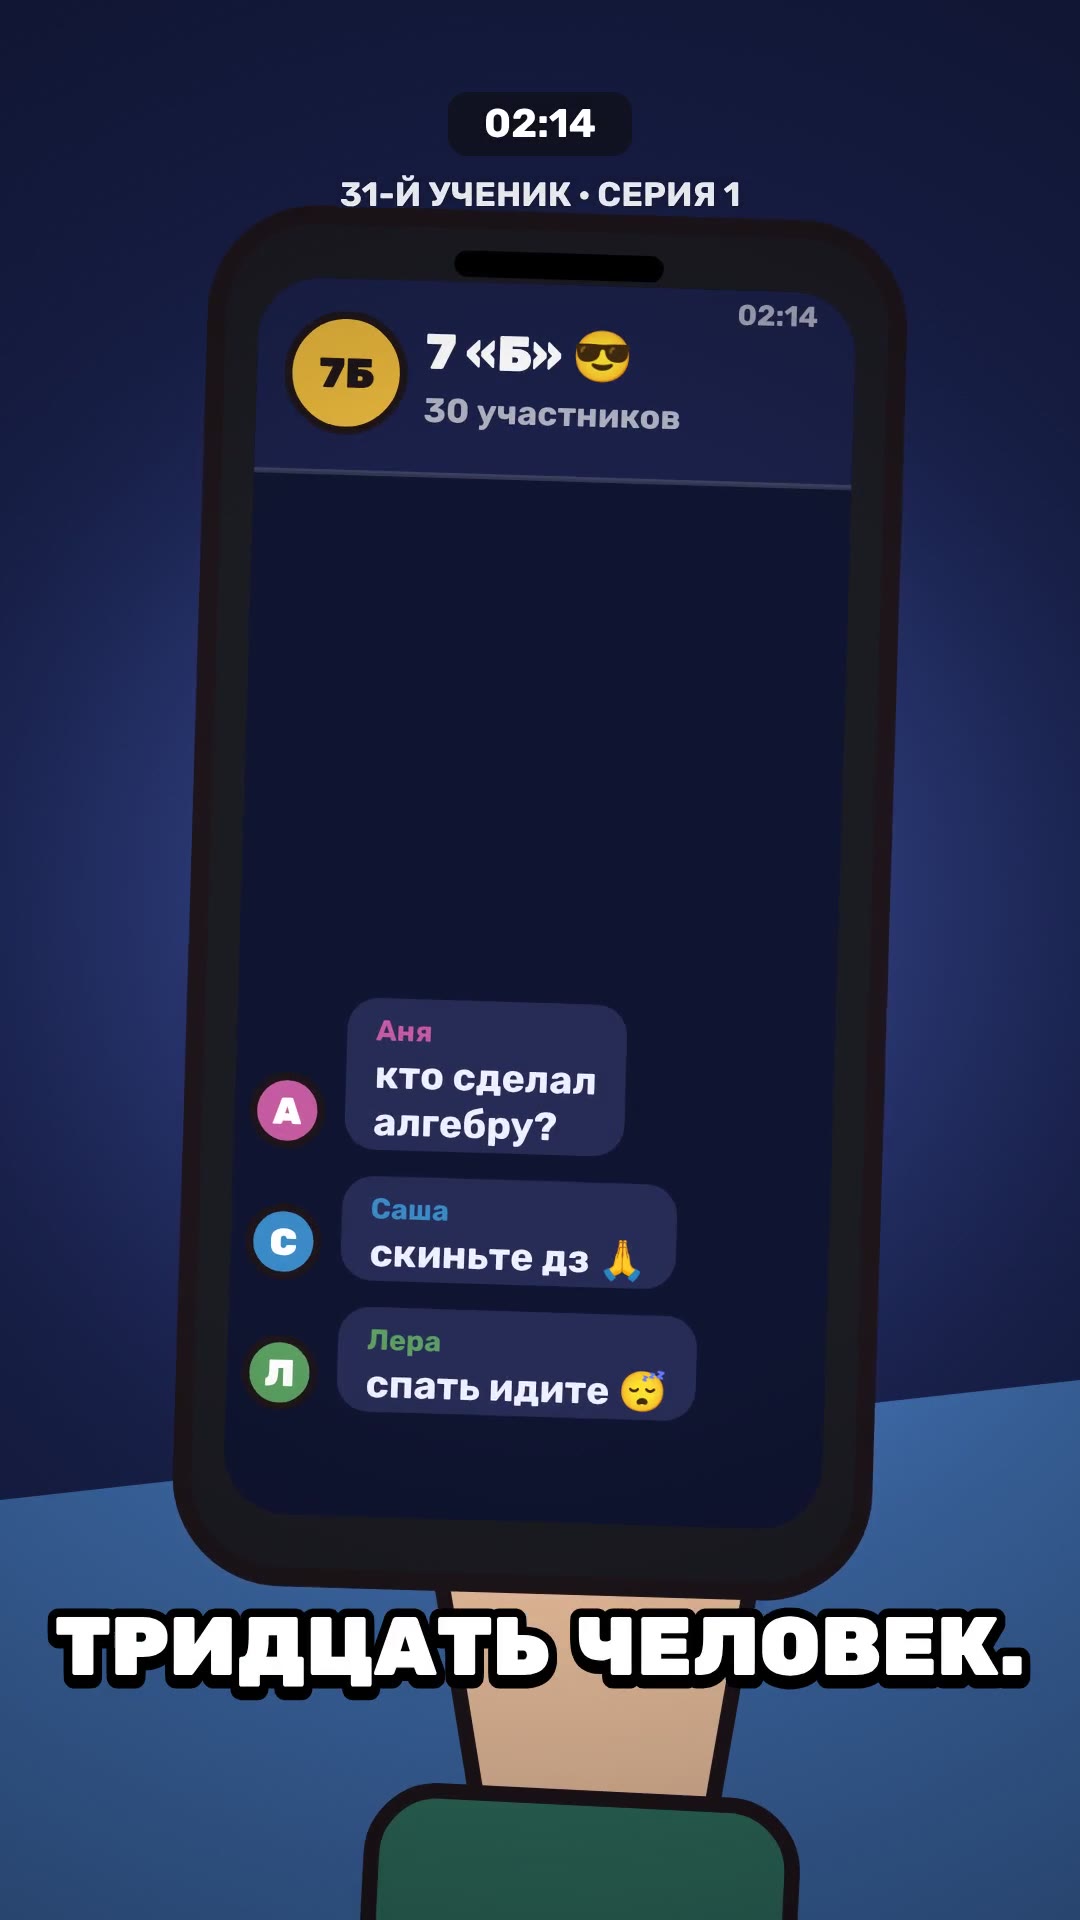 02:14
31-Й УЧЕНИК • СЕРИЯ 1
02:14
7Б
7 «Б» 😎
30 участников
Аня
кто сделал
алгебру?
А
Саша
скиньте дз 🙏
С
Лера
спать идите 😴
Л
ТРИДЦАТЬ ЧЕЛОВЕК.